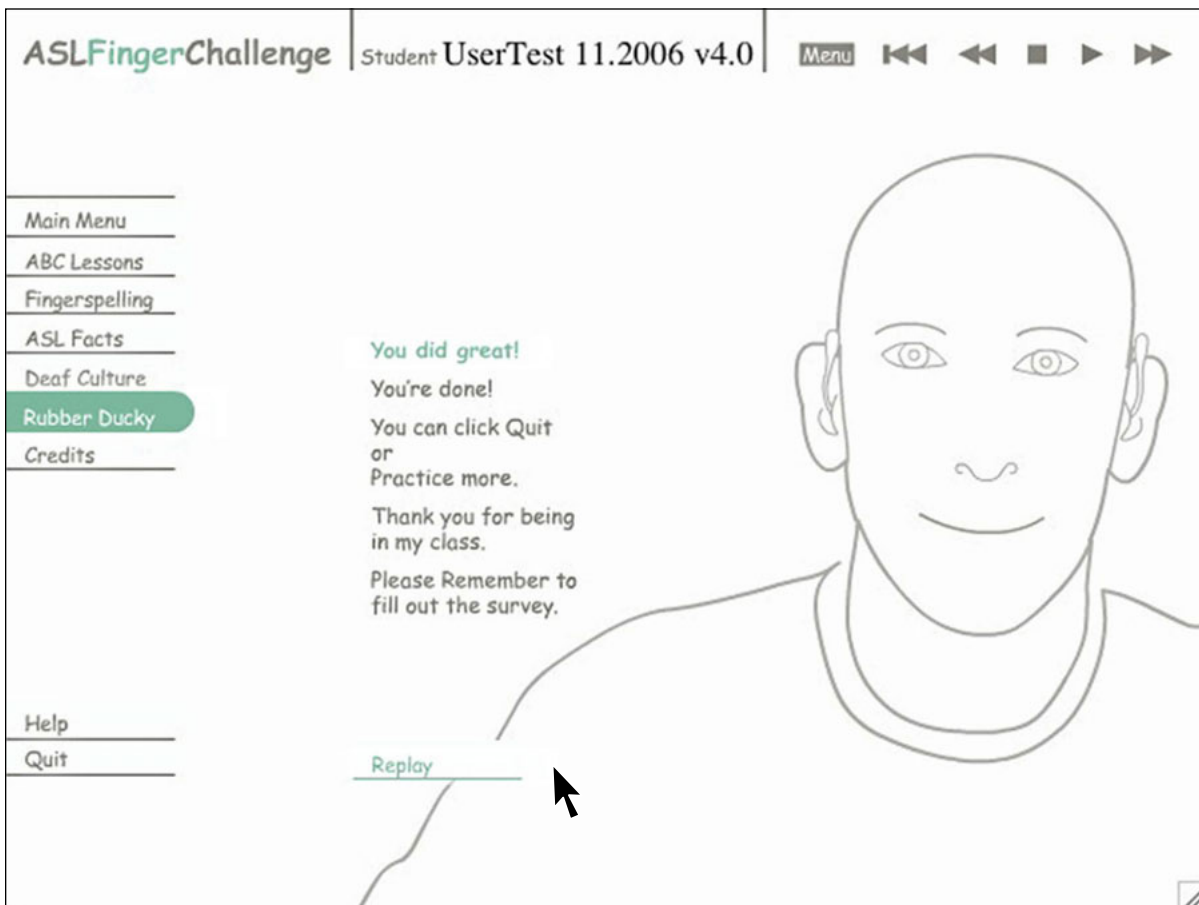 ASLFingerChallenge
Student UserTest 11.2006 v4.0
Menu
Main Menu
ABC Lessons
Fingerspelling
ASL Facts
Deaf Culture
Rubber Ducky
Credits
Help
Quit
You did great!
You're done!
You can click Quit
or
Practice more.
Thank you for being
in my class.
Please Remember to
fill out the survey.
Replay